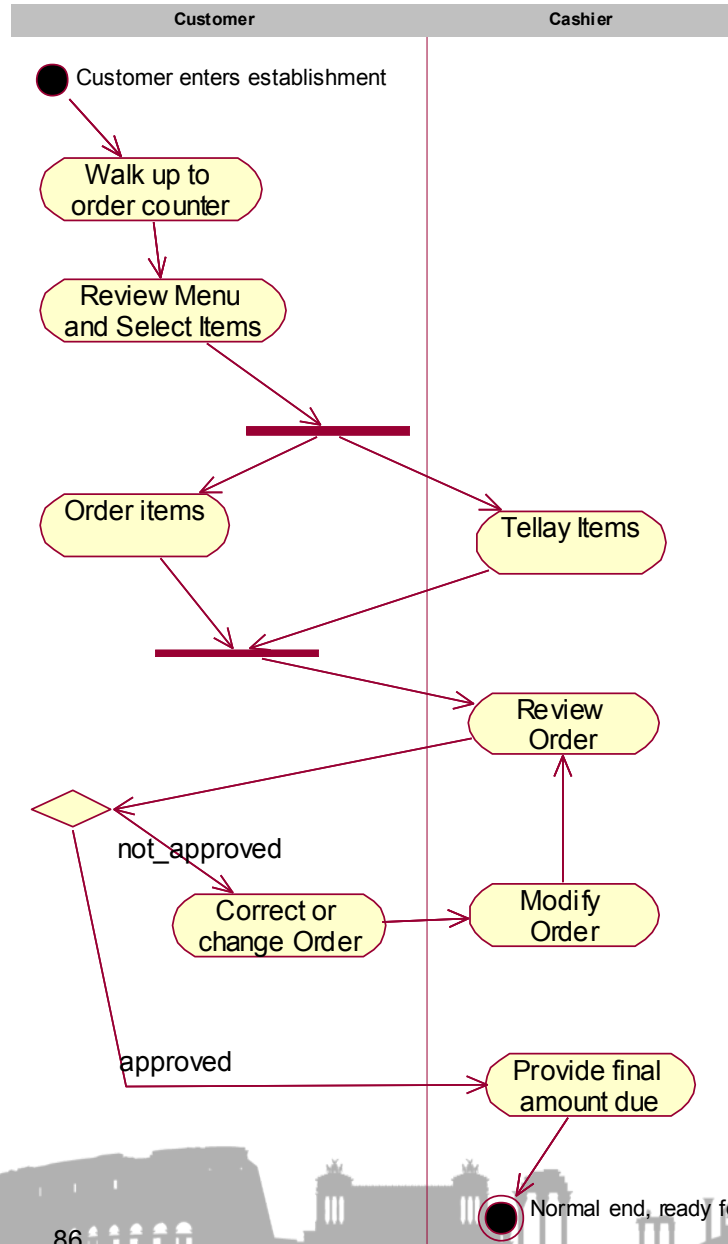 Customer
Cashier
Customer enters establishment
Walk up to
order counter
Review Menu
and Select Items
Order items
Tellay Items
Review
Order
not_approved
Correct or
change Order
Modify
Order
approved
Provide final
amount due
Normal end, ready
86